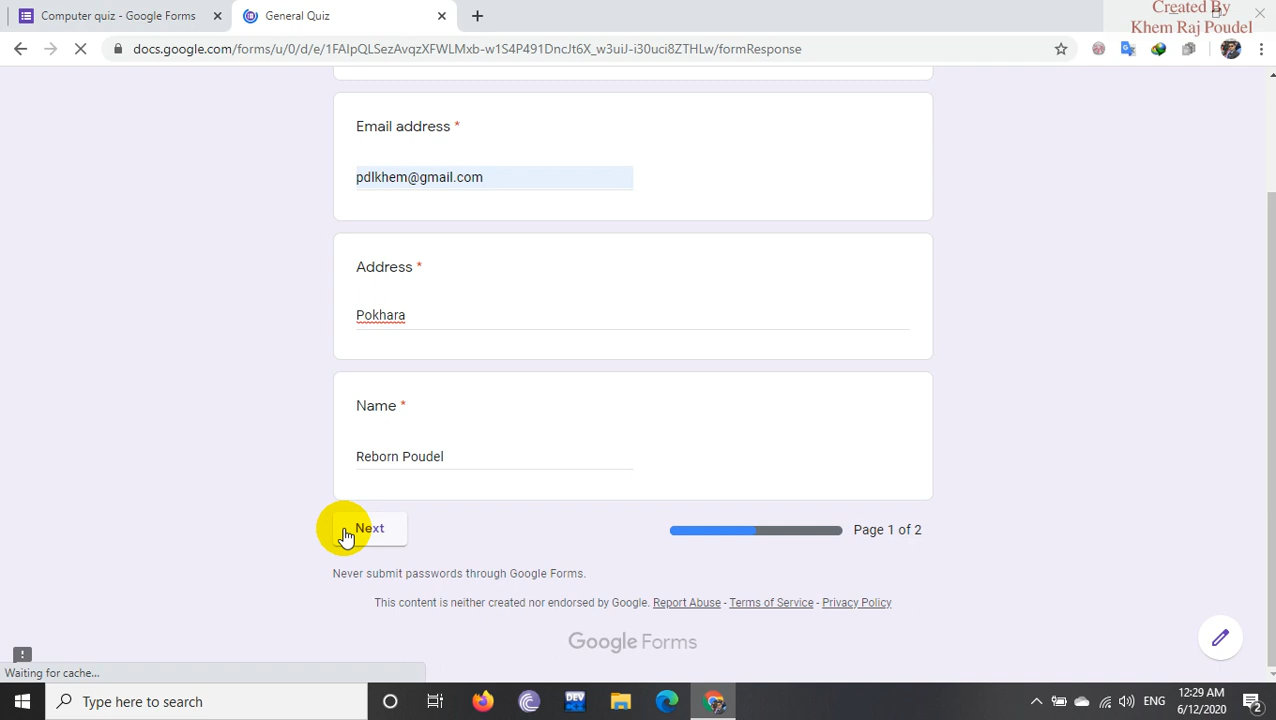 Computer quiz - Google Forms
General Quiz
Created By
Khem Raj Poudel
docs.google.com/forms/u/0/d/e/1FAIpQLSezAvqzXFWLMxb-w1S4P491DncJt6X_w3uiJ-i30uci8ZTHLw/formResponse
Email address *
pdlkhem@gmail.com
Address *
Pokhara
Name *
Reborn Poudel
Next
Page 1 of 2
Never submit passwords through Google Forms.
This content is neither created nor endorsed by Google. Report Abuse - Terms of Service - Privacy Policy
Google Forms
Waiting for cache...
Type here to search
DEV
ENG
12:29 AM
6/12/2020
2